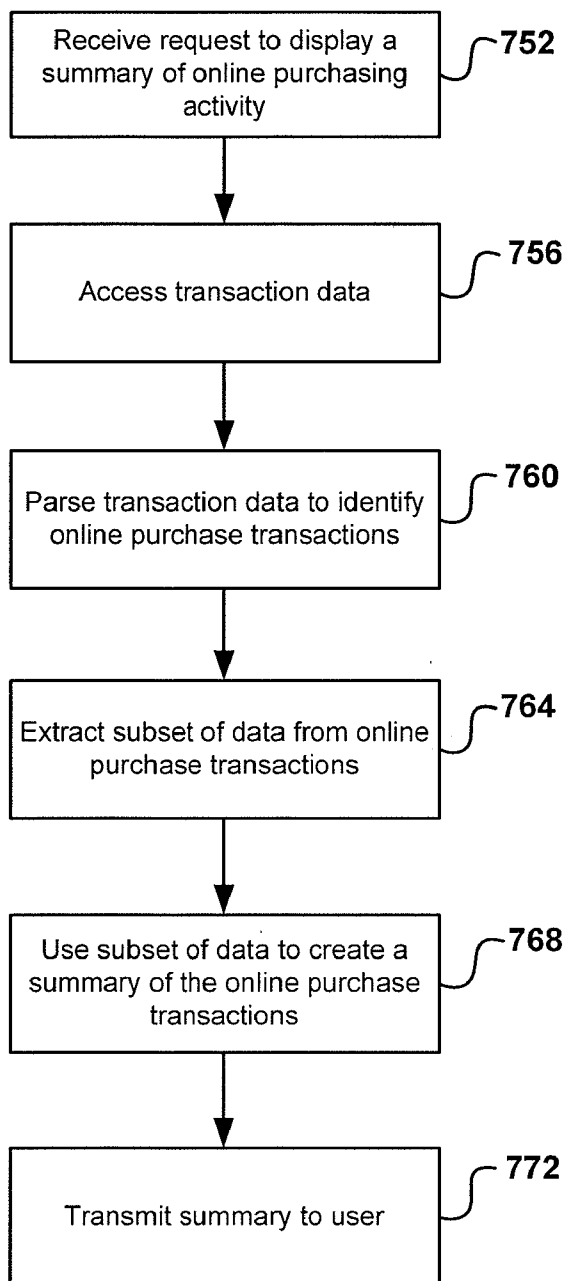 Receive request to display a
summary of online purchasing
activity
752
Access transaction data
756
Parse transaction data to identify
online purchase transactions
760
Extract subset of data from online
purchase transactions
764
Use subset of data to create a
summary of the online purchase
transactions
768
Transmit summary to user
772